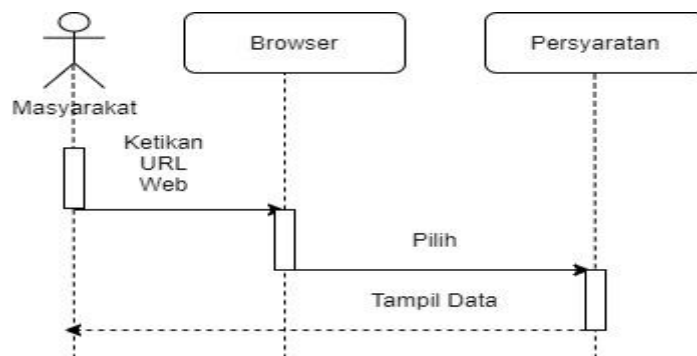 Browser
Persyaratan
Masyarakat
Ketikan
URL
Web
Pilih
Tampil Data